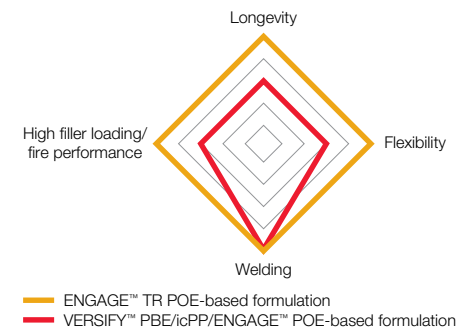 Longevity
High filler loading/
fire performance
Flexibility
Welding
ENGAGE™ TR POE-based formulation
VERSIFY™ PBE/icPP/ENGAGE™ POE-based formulation